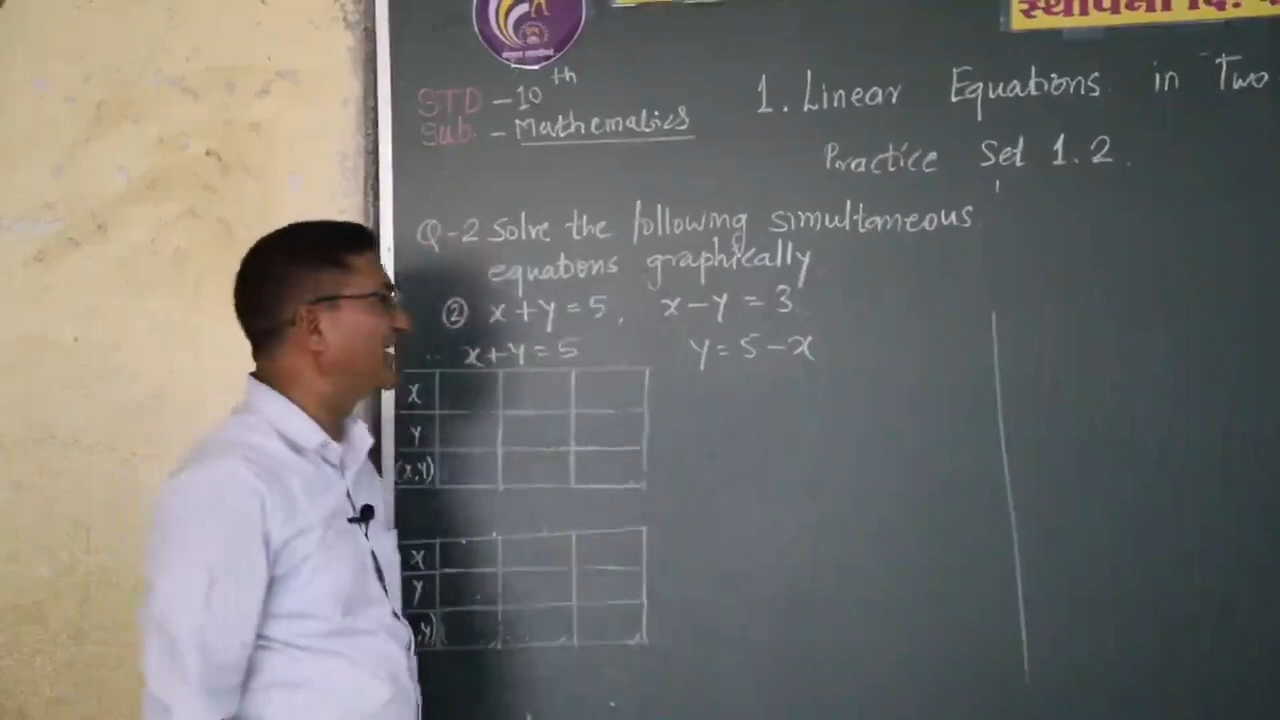 स्थापना दि.
STD - 10th
Sub. - Mathematics
1. Linear Equations in Two
Practice Set 1.2.
Q-2 Solve the following simultaneous
equations graphically
② x+y=5, x-y=3
x+y=5 y=5-x
x
y
(x,y)
x
y
,y)